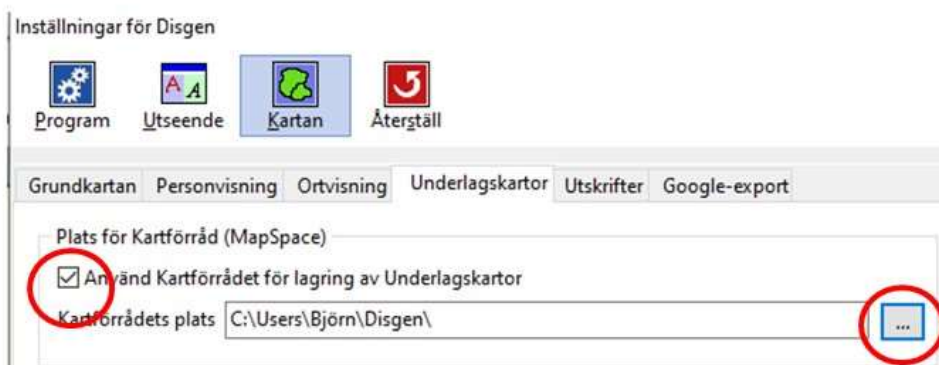 Inställningar för Disgen
Program Utseende Kartan Återställ
Grundkartan Personvisning Ortvisning Underlagskartor Utskrifter Google-export
Plats för Kartförråd (MapSpace)
Använd Kartförrådet för lagring av Underlagskartor
Kartförrådets plats C:\Users\Björn\Disgen\ ...